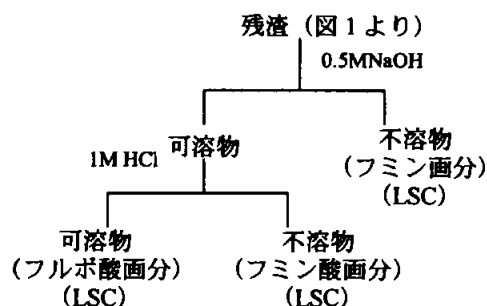 残渣（図1より）
0.5MNaOH
可溶物
1M HCl
不溶物
（フミン画分）
（LSC）
可溶物
（フルボ酸画分）
（LSC）
不溶物
（フミン酸画分）
（LSC）